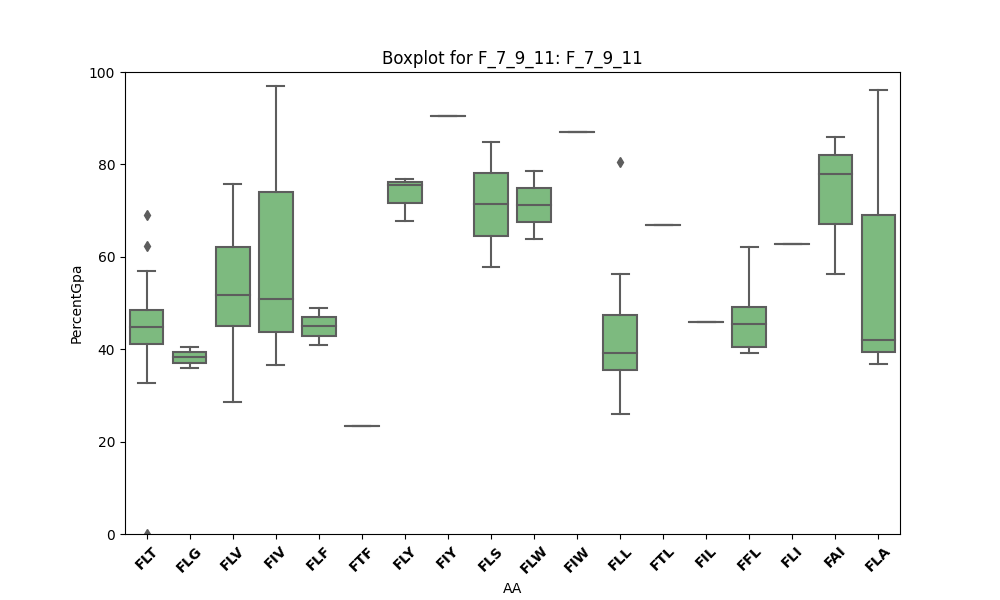 Boxplot for F_7_9_11: F_7_9_11
100
80
60
40
20
0
PercentGpa
FLT FLG FLV FIV FLF FTF FLY FIY FLS FLW FIW FLL FTL FIL FFL FLI FAI FLA
AA